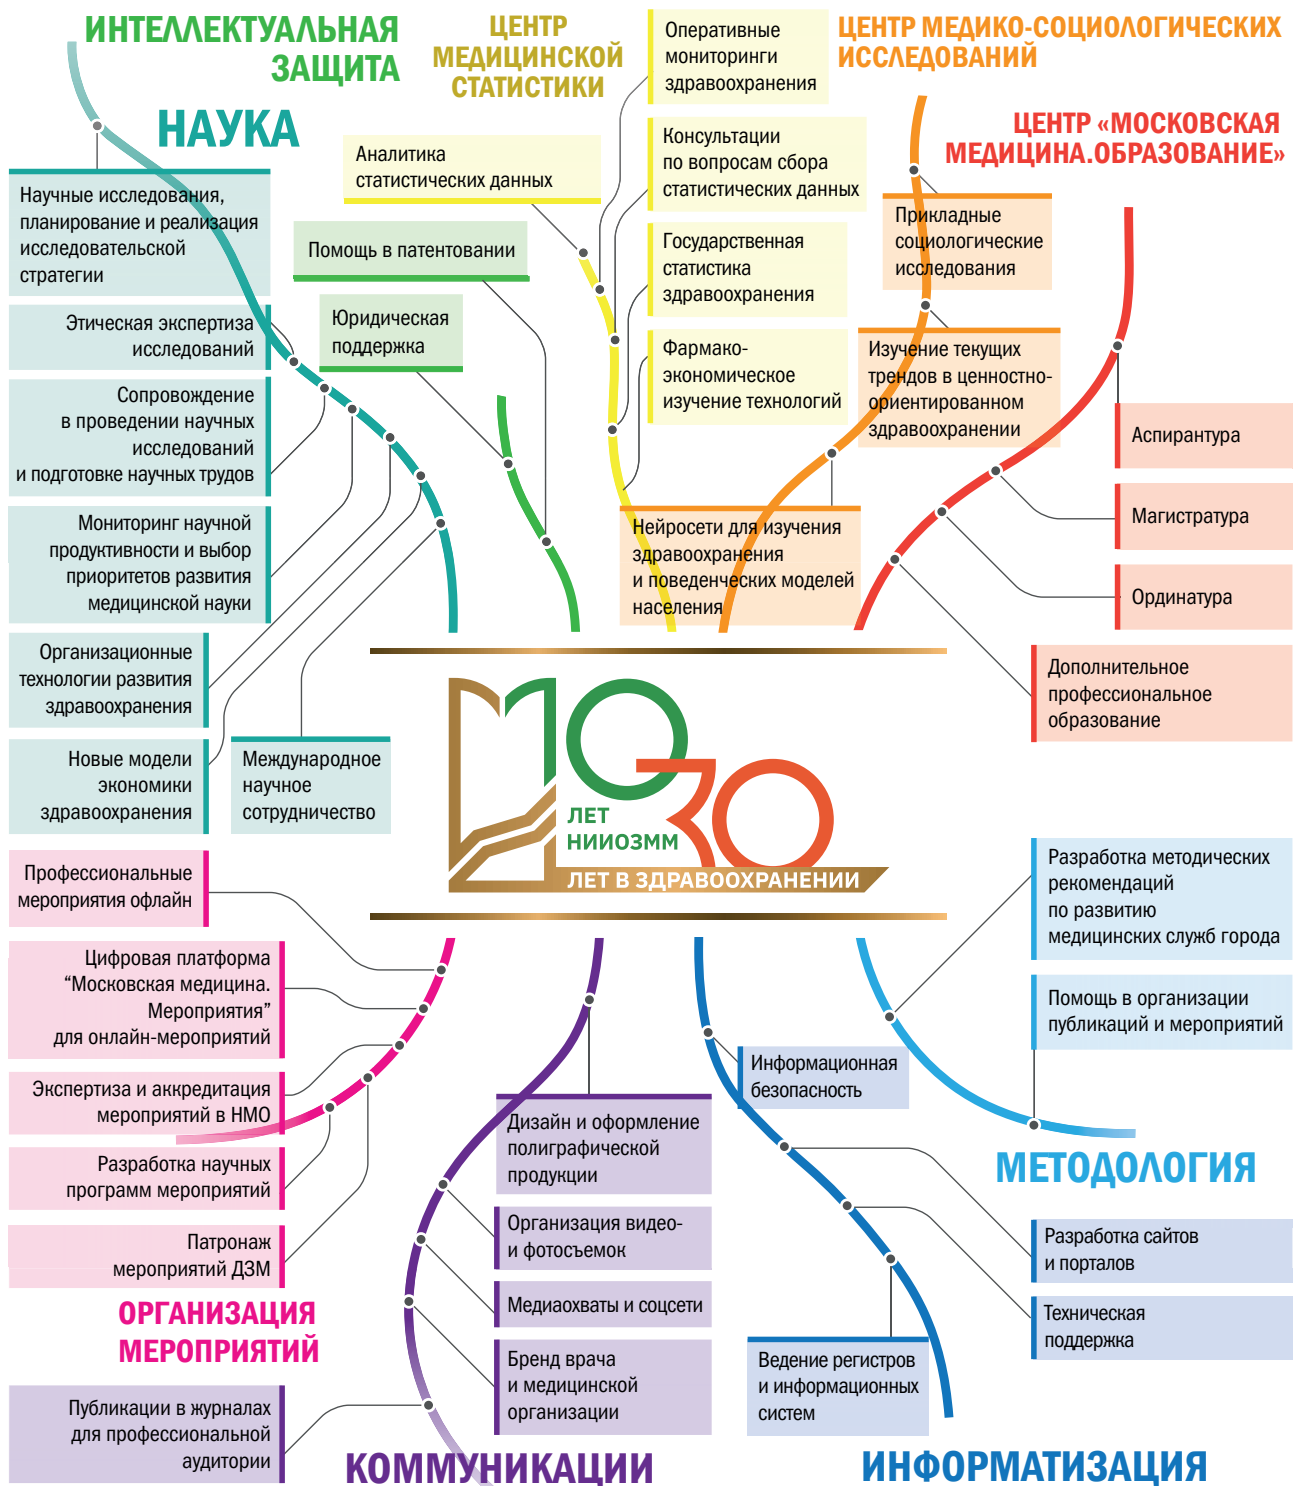 ИНТЕЛЛЕКТУАЛЬНАЯ
ЗАЩИТА
НАУКА
Научные исследования,
планирование и реализация
исследовательской
стратегии
Этическая экспертиза
исследований
Сопровождение
в проведении научных
исследований
и подготовке научных трудов
Мониторинг научной
продуктивности и выбор
приоритетов развития
медицинской науки
Организационные
технологии развития
здравоохранения
Новые модели
экономики
здравоохранения
Международное
научное
сотрудничество
Помощь в патентовании
Юридическая
поддержка
ЦЕНТР
МЕДИЦИНСКОЙ
СТАТИСТИКИ
Аналитика
статистических данных
Оперативные
мониторинги
здравоохранения
Консультации
по вопросам сбора
статистических данных
Государственная
статистика
здравоохранения
Фармако-
экономическое
изучение технологий
ЦЕНТР МЕДИКО-СОЦИОЛОГИЧЕСКИХ
ИССЛЕДОВАНИЙ
Прикладные
социологические
исследования
Изучение текущих
трендов в ценностно-
ориентированном
здравоохранении
Нейросети для изучения
здравоохранения
и поведенческих моделей
населения
ЦЕНТР «МОСКОВСКАЯ
МЕДИЦИНА.ОБРАЗОВАНИЕ»
Аспирантура
Магистратура
Ординатура
Дополнительное
профессиональное
образование
10
30
ЛЕТ
НИИОЗММ
ЛЕТ В ЗДРАВООХРАНЕНИИ
Профессиональные
мероприятия офлайн
Цифровая платформа
“Московская медицина.
Мероприятия”
для онлайн-мероприятий
Экспертиза и аккредитация
мероприятий в НМО
Разработка научных
программ мероприятий
Патронаж
мероприятий ДЗМ
ОРГАНИЗАЦИЯ
МЕРОПРИЯТИЙ
Публикации в журналах
для профессиональной
аудитории
Дизайн и оформление
полиграфической
продукции
Организация видео-
и фотосъемок
Медиаохваты и соцсети
Бренд врача
и медицинской
организации
КОММУНИКАЦИИ
Информационная
безопасность
Разработка сайтов
и порталов
Техническая
поддержка
Ведение регистров
и информационных
систем
ИНФОРМАТИЗАЦИЯ
Разработка методических
рекомендаций
по развитию
медицинских служб города
Помощь в организации
публикаций и мероприятий
МЕТОДОЛОГИЯ